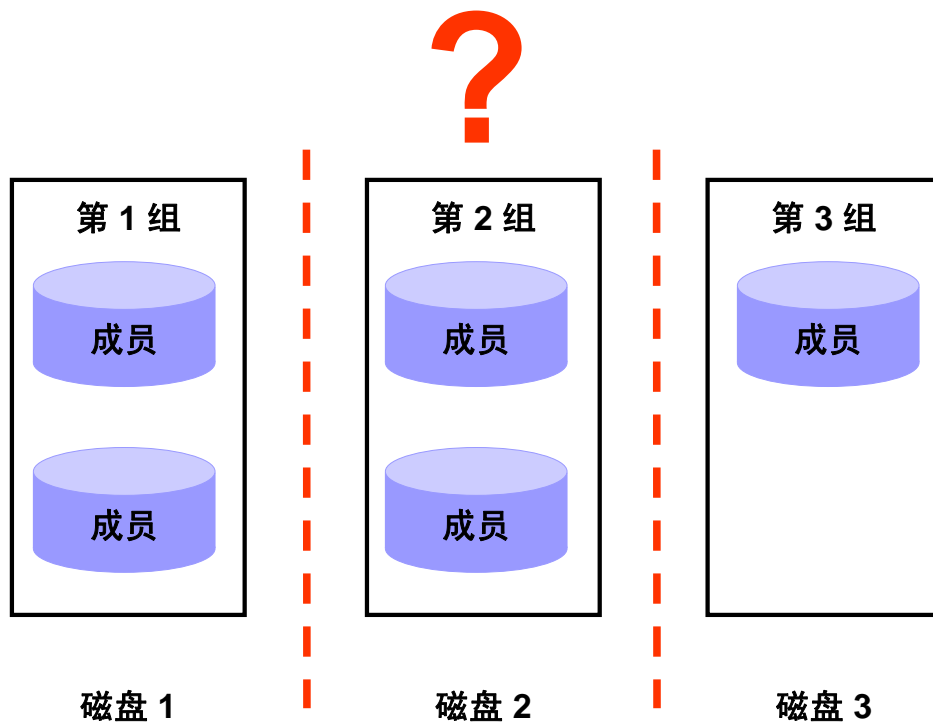 ?
第 1 组
第 2 组
第 3 组
成员
成员
成员
成员
成员
磁盘 1
磁盘 2
磁盘 3